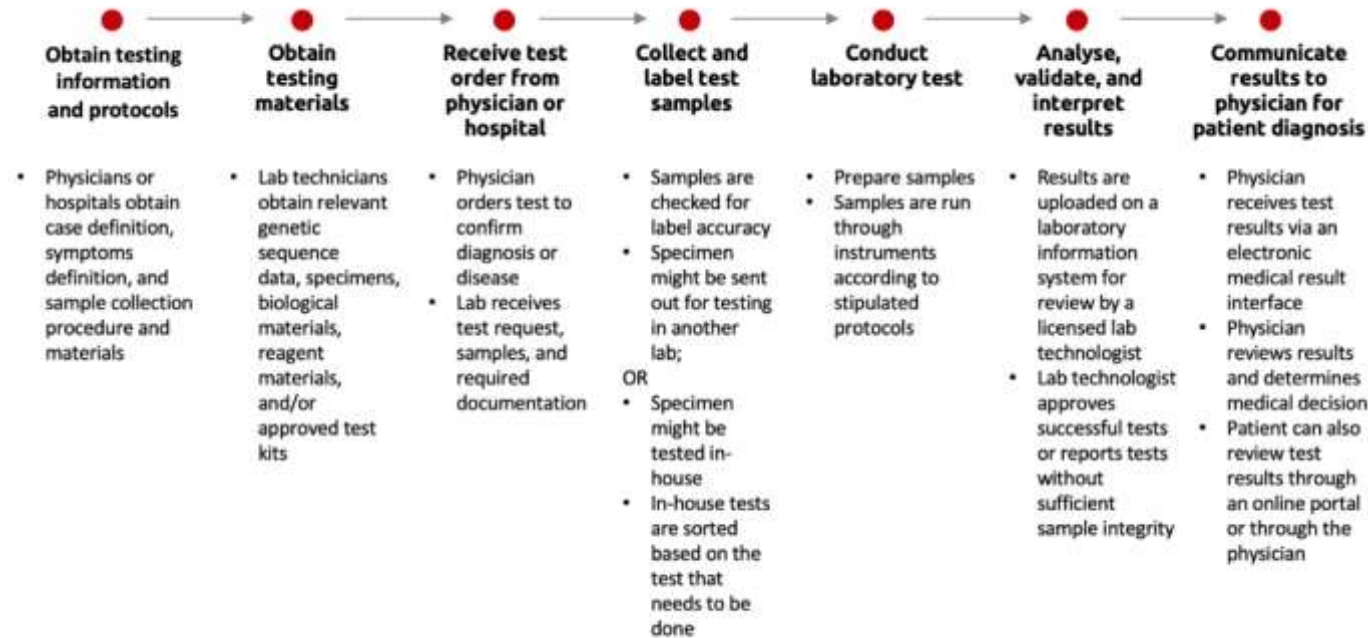 Obtain testing
information
and protocols
• Physicians or
hospitals obtain
case definition,
symptoms
definition, and
sample collection
procedure and
materials
Obtain
testing
materials
• Lab technicians
obtain relevant
genetic
sequence
data, specimens,
biological
materials,
reagent
materials,
and/or
approved test
kits
Receive test
order from
physician or
hospital
• Physician
orders test to
confirm
diagnosis or
disease
• Lab receives
test request,
samples, and
required
documentation
Collect and
label test
samples
• Samples are
checked for
label accuracy
• Specimen
might be sent
out for testing
in another
lab;
OR
• Specimen
might be
tested in-
house
• In-house tests
are sorted
based on the
test that
needs to be
done
Conduct
laboratory test
• Prepare samples
• Samples are run
through
instruments
according to
stipulated
protocols
Analyse,
validate, and
interpret
results
• Results are
uploaded on a
laboratory
information
system for
review by a
licensed lab
technologist
• Lab technologist
approves
successful tests
or reports tests
without
sufficient
sample integrity
Communicate
results to
physician for
patient diagnosis
• Physician
receives test
results via an
electronic
medical result
interface
• Physician
reviews results
and determines
medical decision
• Patient can also
review test
results through
an online portal
or through the
physician